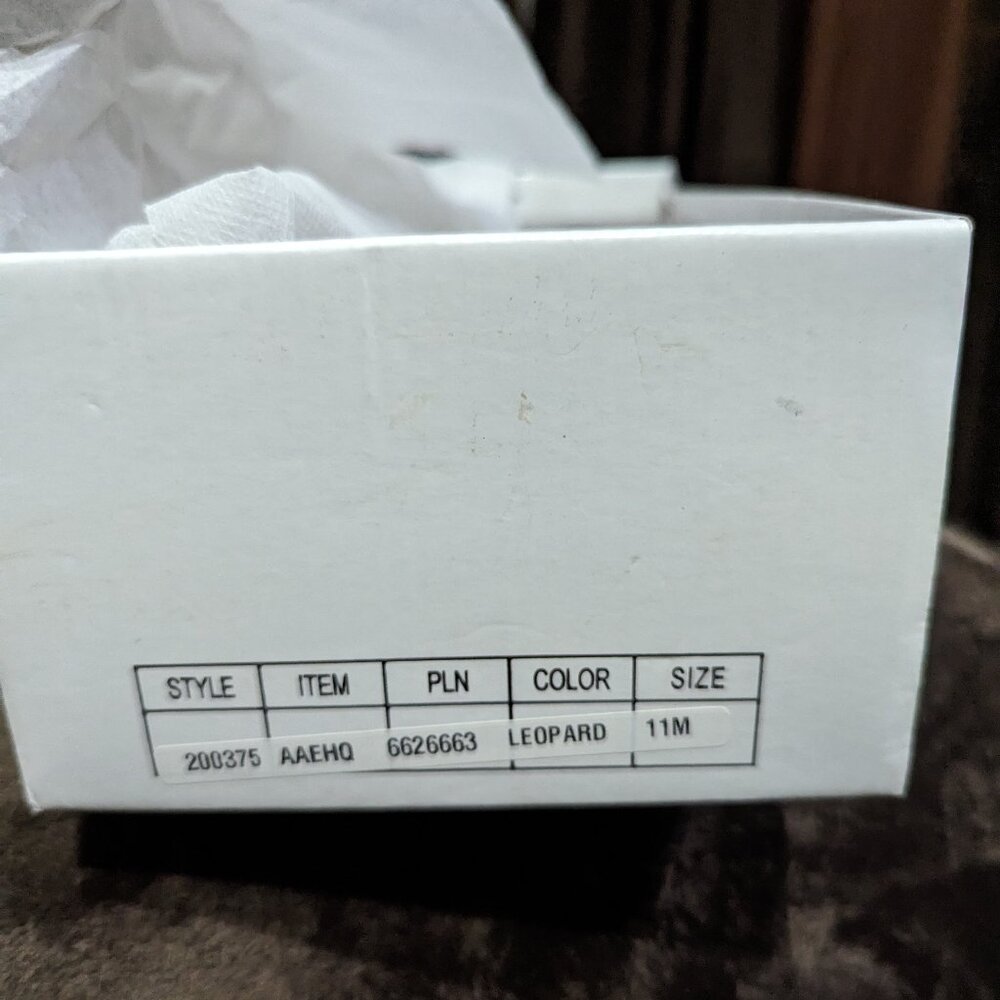 STYLE ITEM PLN COLOR SIZE
200375 AAEHQ 6626663 LEOPARD 11M